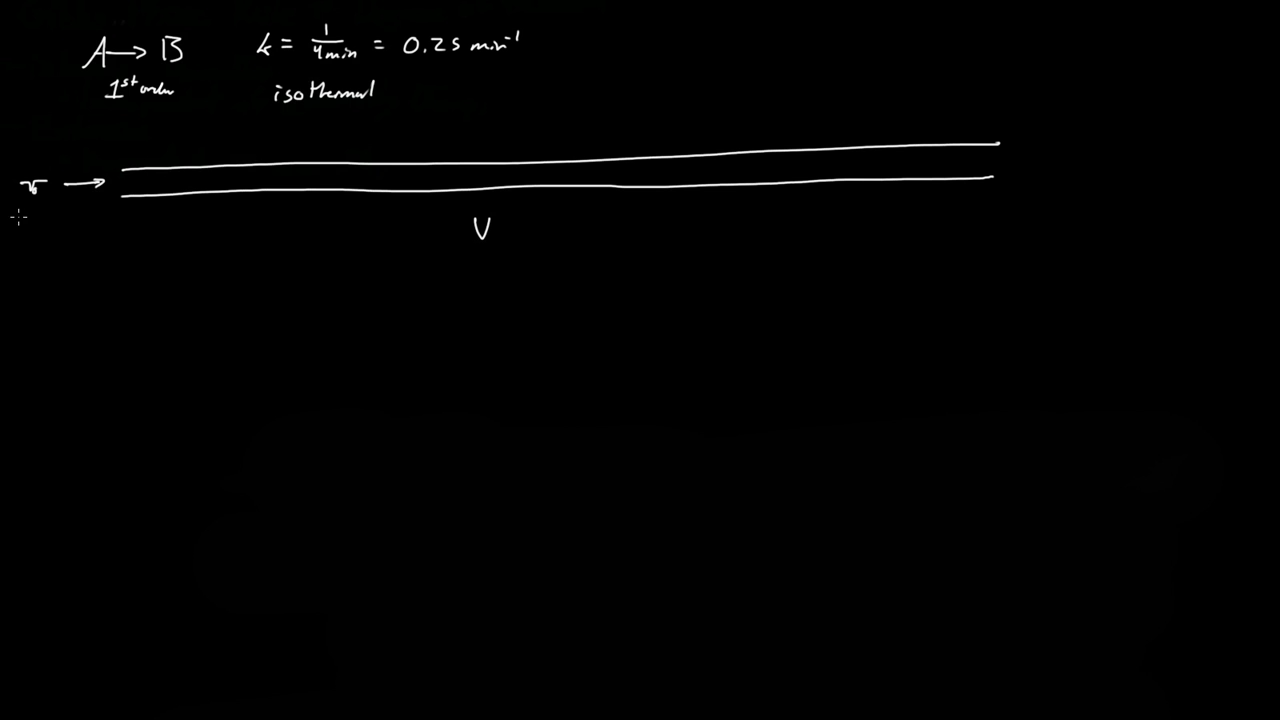 A → B k = 1/4min = 0.25 min⁻¹
1st order isothermal
v →
V